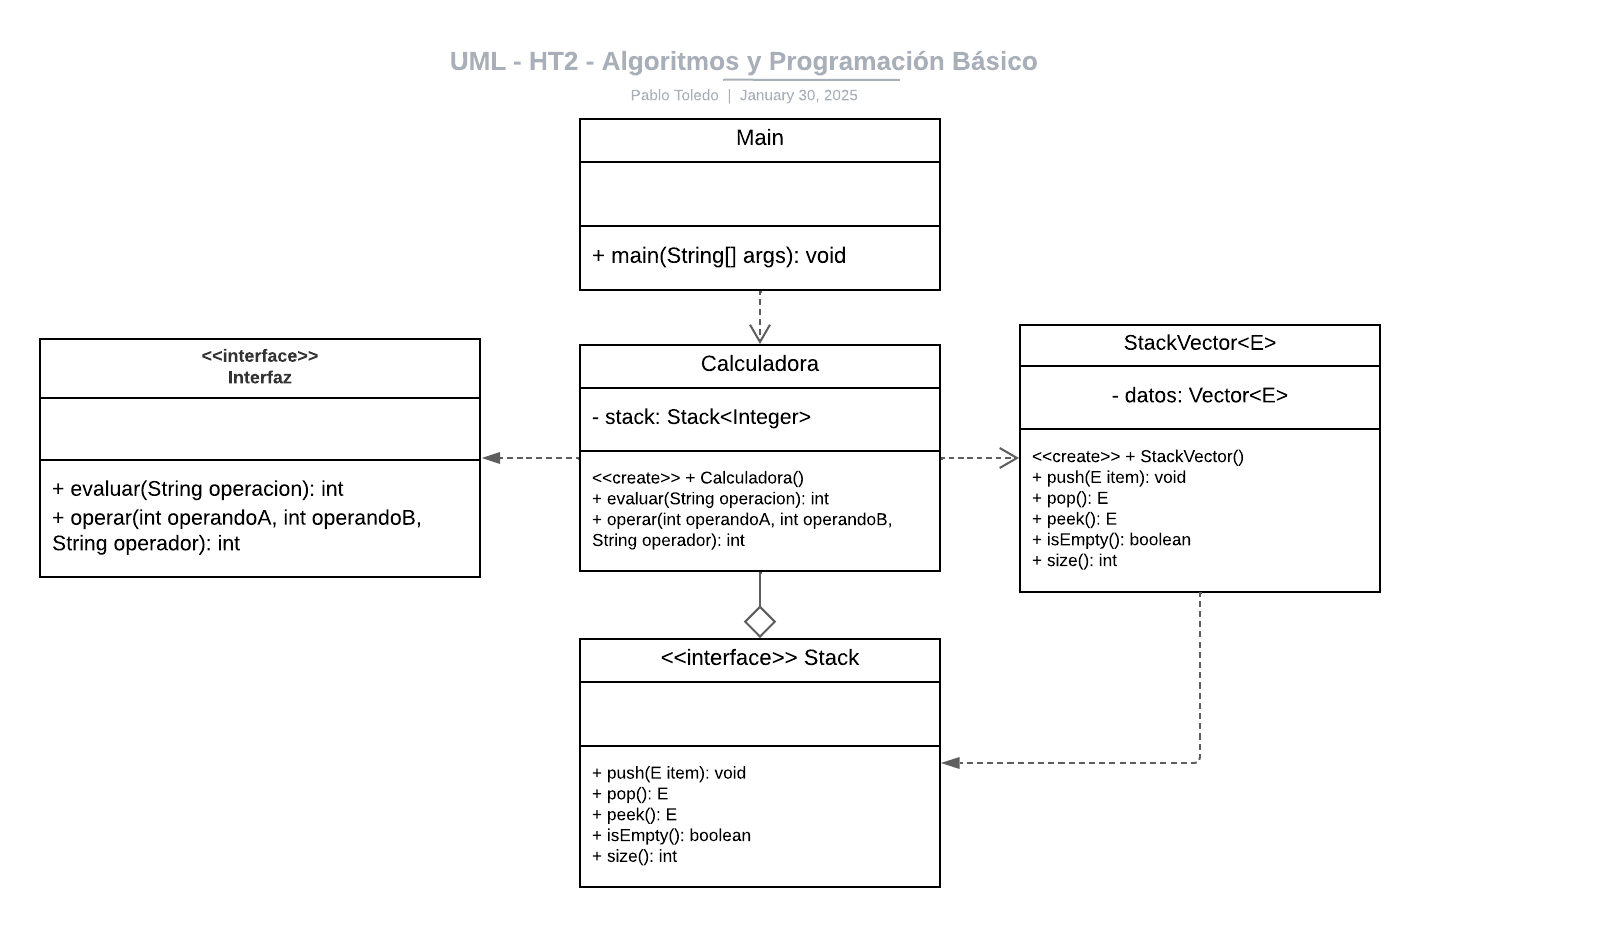 UML - HT2 - Algoritmos y Programación Básico
Pablo Toledo | January 30, 2025
Main
+ main(String[] args): void
<<interface>>
Interfaz
+ evaluar(String operacion): int
+ operar(int operandoA, int operandoB,
String operador): int
Calculadora
- stack: Stack<Integer>
<<create>> + Calculadora()
+ evaluar(String operacion): int
+ operar(int operandoA, int operandoB,
String operador): int
StackVector<E>
- datos: Vector<E>
<<create>> + StackVector()
+ push(E item): void
+ pop(): E
+ peek(): E
+ isEmpty(): boolean
+ size(): int
<<interface>> Stack
+ push(E item): void
+ pop(): E
+ peek(): E
+ isEmpty(): boolean
+ size(): int